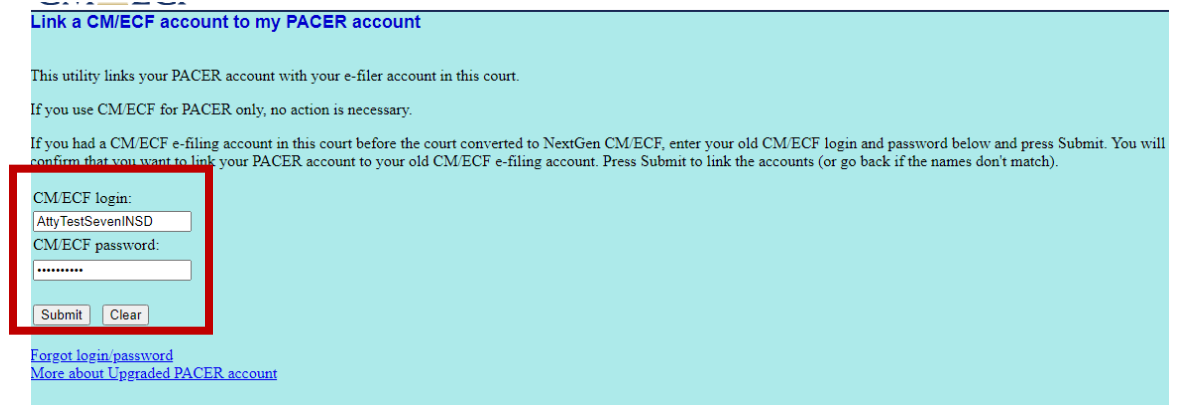 Link a CM/ECF account to my PACER account
This utility links your PACER account with your e-filer account in this court.
If you use CM/ECF for PACER only, no action is necessary.
If you had a CM/ECF e-filing account in this court before the court converted to NextGen CM/ECF, enter your old CM/ECF login and password below and press Submit. You will
confirm that you want to link your PACER account to your old CM/ECF e-filing account. Press Submit to link the accounts (or go back if the names don't match).
CM/ECF login:
AttyTestSevenINSD
CM/ECF password:
••••••••••
Submit Clear
Forgot login/password
More about Upgraded PACER account